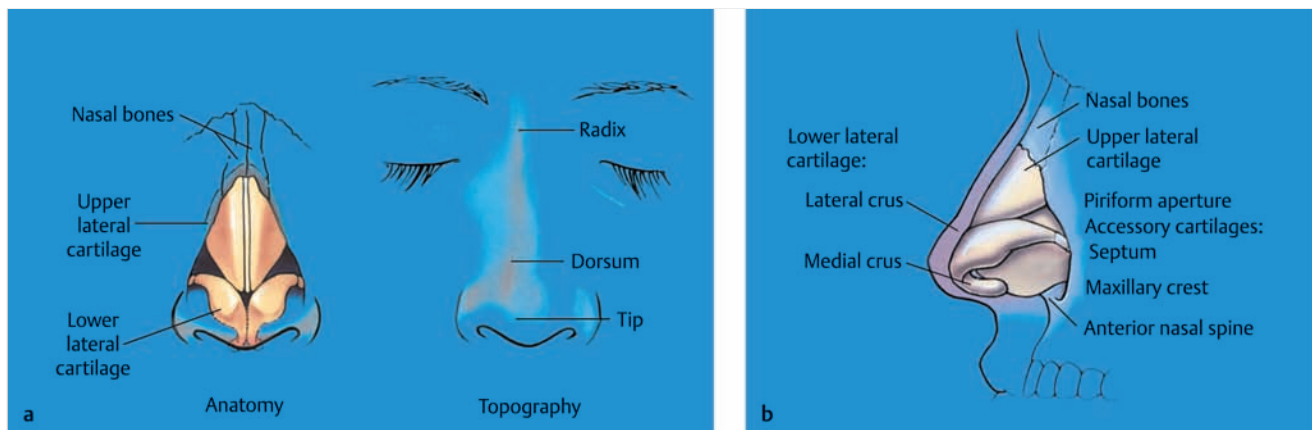 Nasal bones
Upper
lateral
cartilage
Lower
lateral
cartilage
Anatomy
Radix
Dorsum
Tip
Topography
a
Lower lateral
cartilage:
Lateral crus
Medial crus
Nasal bones
Upper lateral
cartilage
Piriform aperture
Accessory cartilages:
Septum
Maxillary crest
Anterior nasal spine
b